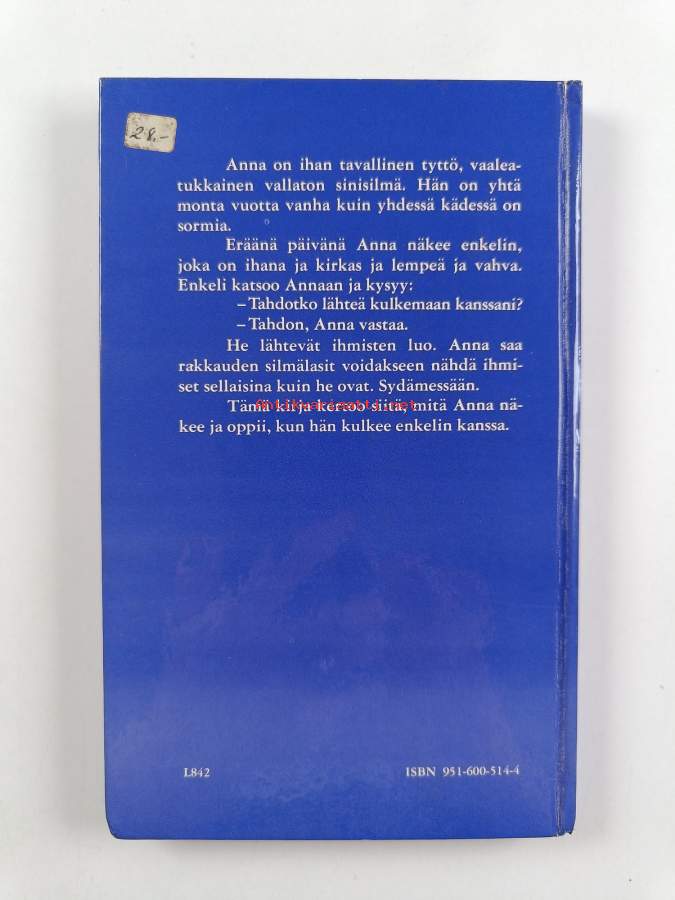 28.-
Anna on ihan tavallinen tyttö, vaalea-
tukkainen vallaton sinisilmä. Hän on yhtä
monta vuotta vanha kuin yhdessä kädessä on
sormia.
Eräänä päivänä Anna näkee enkelin,
joka on ihana ja kirkas ja lempeä ja vahva.
Enkeli katsoo Annaan ja kysyy:
– Tahdotko lähteä kulkemaan kanssani?
– Tahdon, Anna vastaa.
He lähtevät ihmisten luo. Anna saa
rakkauden silmälasit voidakseen nähdä ihmi-
set sellaisina kuin he ovat. Sydämessään.
Antikvariaatti.net
Tämä kirja kertoo siitä, mitä Anna nä-
kee ja oppii, kun hän kulkee enkelin kanssa.
L842
ISBN 951-600-514-4